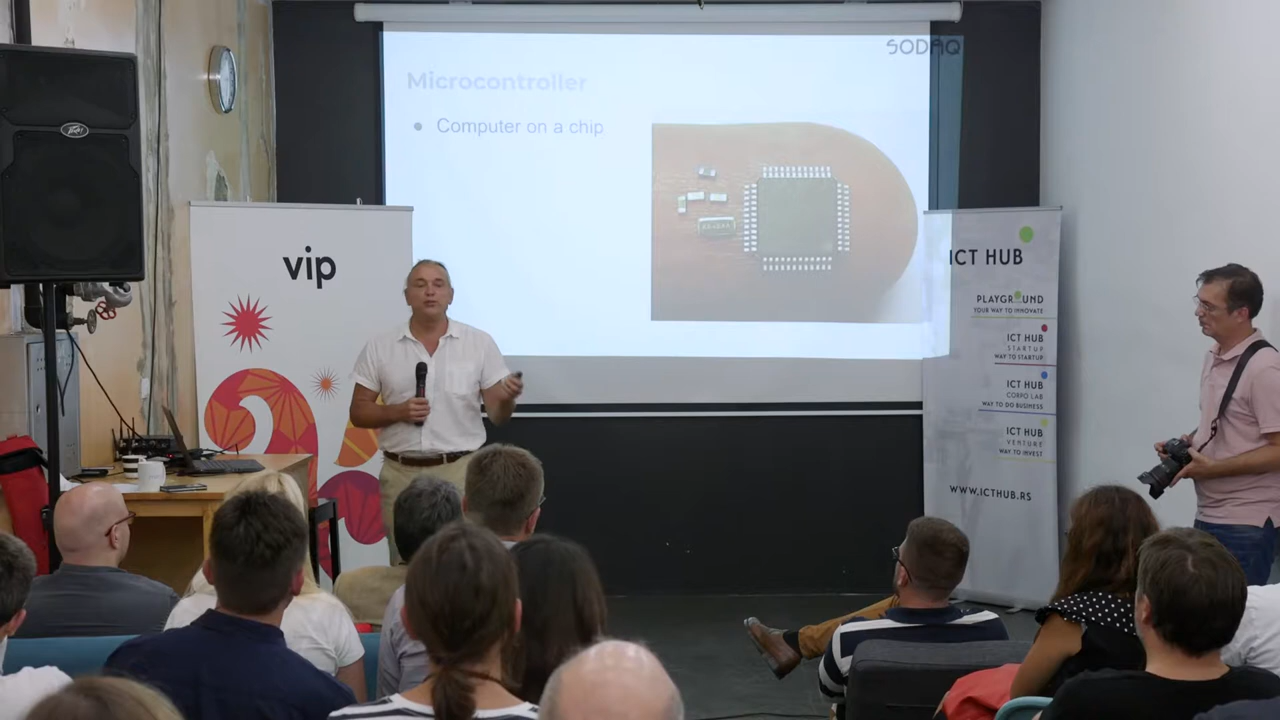 SODAQ
Microcontroller
● Computer on a chip
vip
ICT HUB
PLAYGROUND
YOUR WAY TO INNOVATE
ICT HUB
STARTUP
WAY TO STARTUP
ICT HUB
CORPO LAB
WAY TO DO BUSINESS
ICT HUB
VENTURE
WAY TO INVEST
WWW.ICTHUB.RS